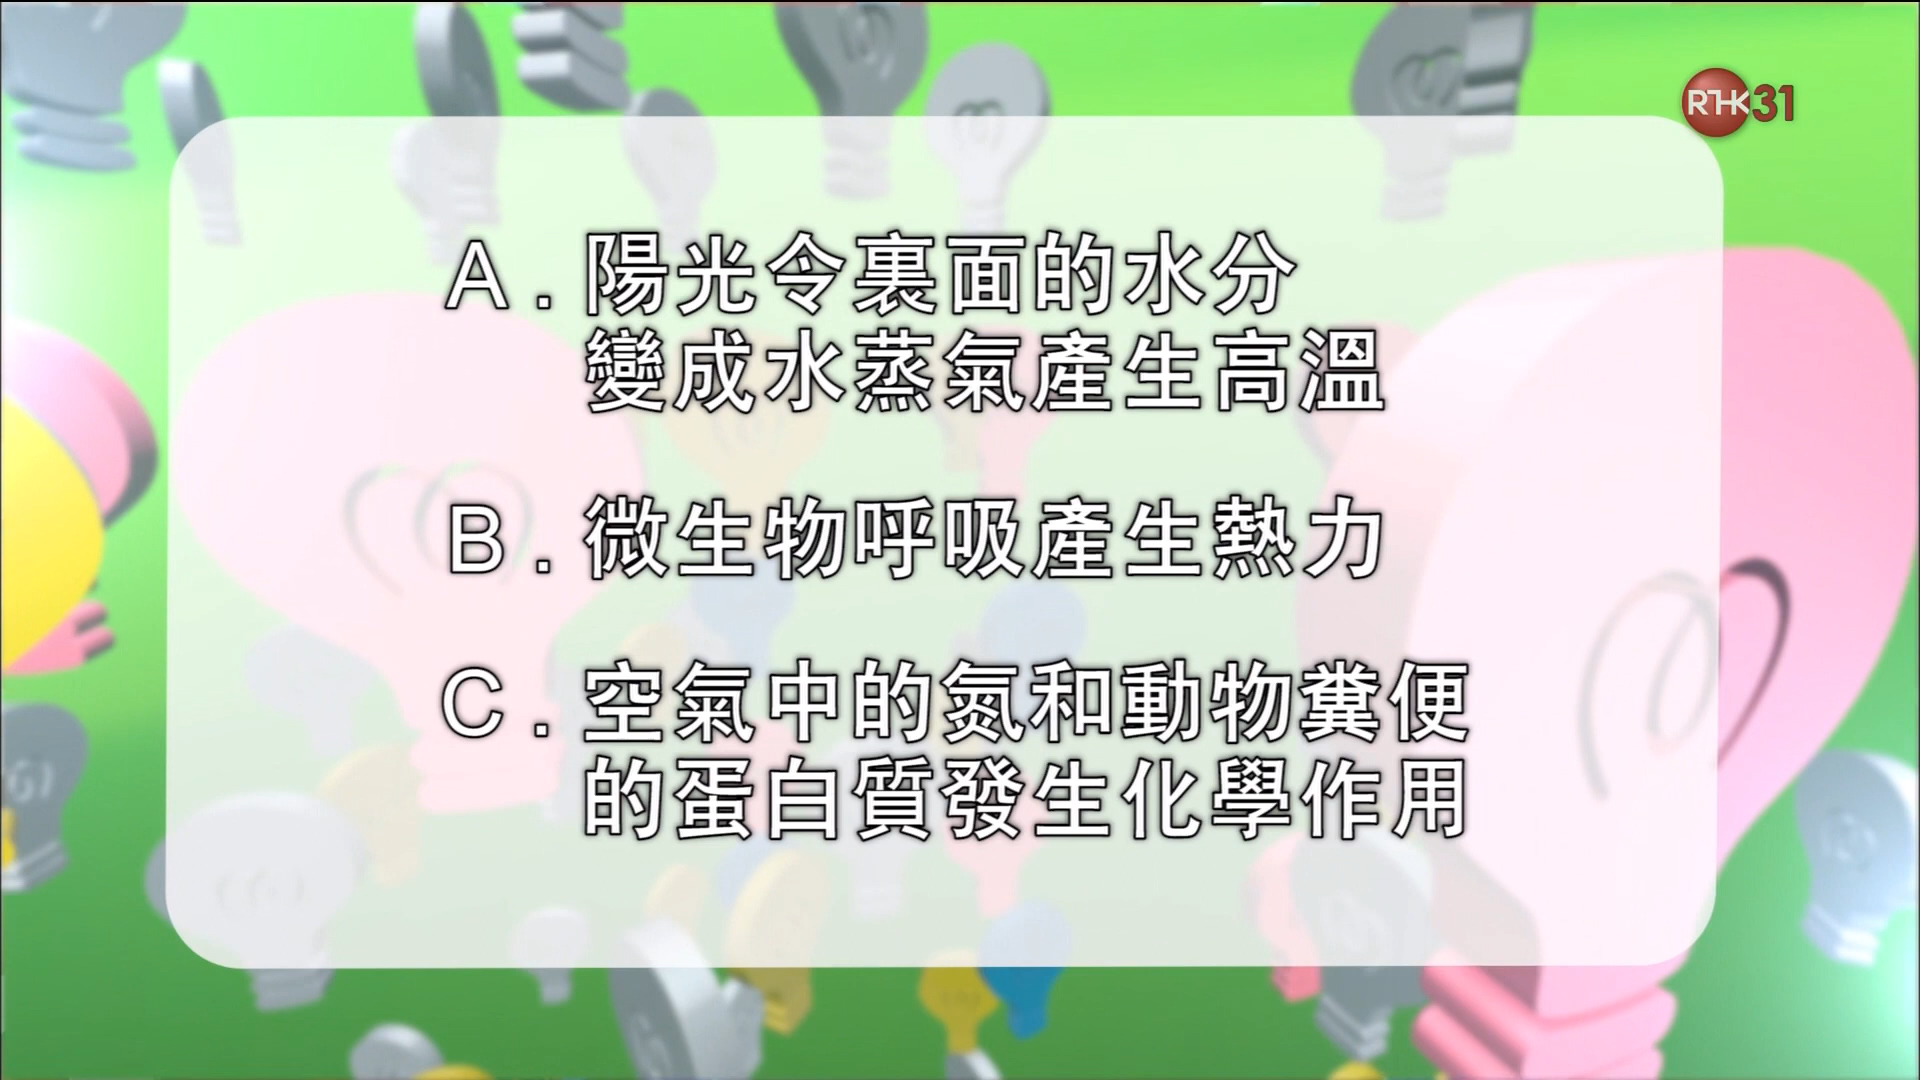 RTHK31
A. 陽光令裏面的水分
變成水蒸氣產生高溫
B. 微生物呼吸產生熱力
C. 空氣中的氮和動物糞便
的蛋白質發生化學作用